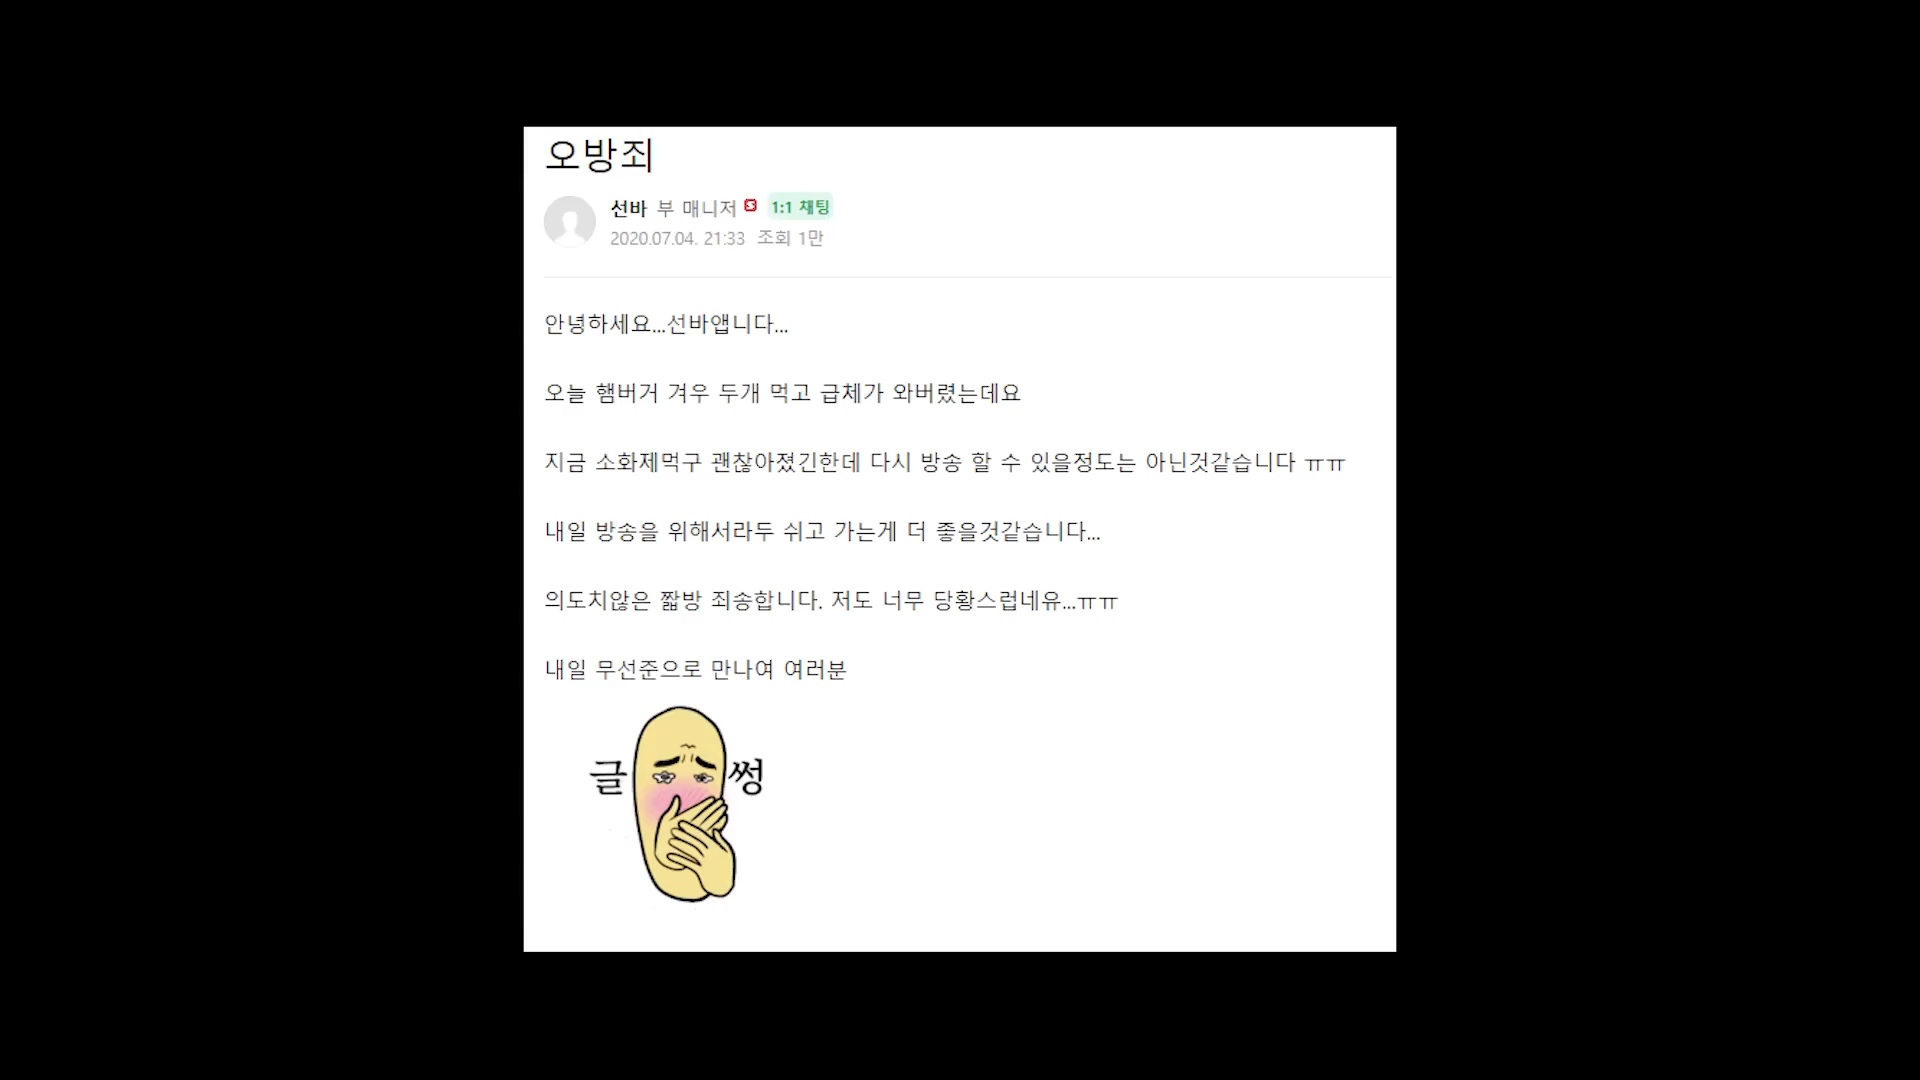 오방죄
선바 부 매니저 1:1 채팅
2020.07.04. 21:33 조회 1만
안녕하세요...선바앱니다...
오늘 햄버거 겨우 두개 먹고 급체가 와버렸는데요
지금 소화제먹구 괜찮아졌긴한데 다시 방송 할 수 있을정도는 아닌것같습니다 ㅠㅠ
내일 방송을 위해서라두 쉬고 가는게 더 좋을것같습니다...
의도치않은 짧방 죄송합니다. 저도 너무 당황스럽네유...ㅠㅠ
내일 무선준으로 만나여 여러분
글썽